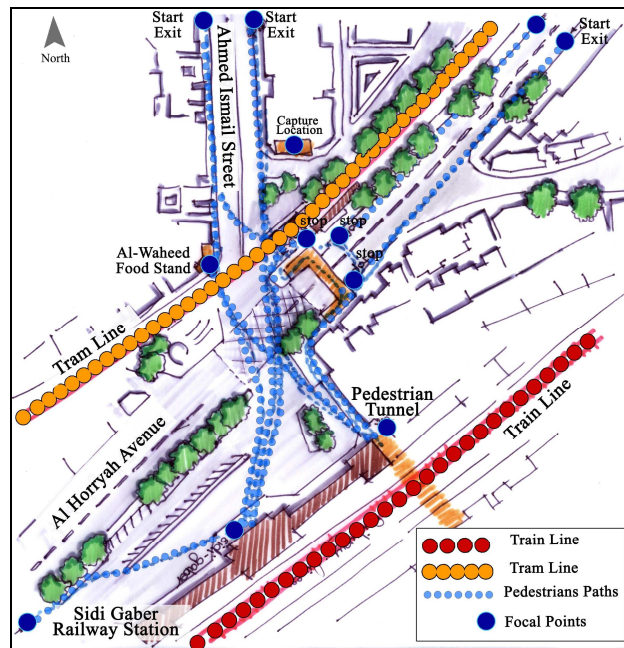 Start
Exit
Start
Exit
Start
Exit
North
Ahmed Ismail Street
Capture
Location
stop
stop
stop
Al-Waheed
Food Stand
Tram Line
Pedestrian
Tunnel
Train Line
Al Horryah Avenue
Sidi Gaber
Railway Station
Train Line
Tram Line
Pedestrians Paths
Focal Points